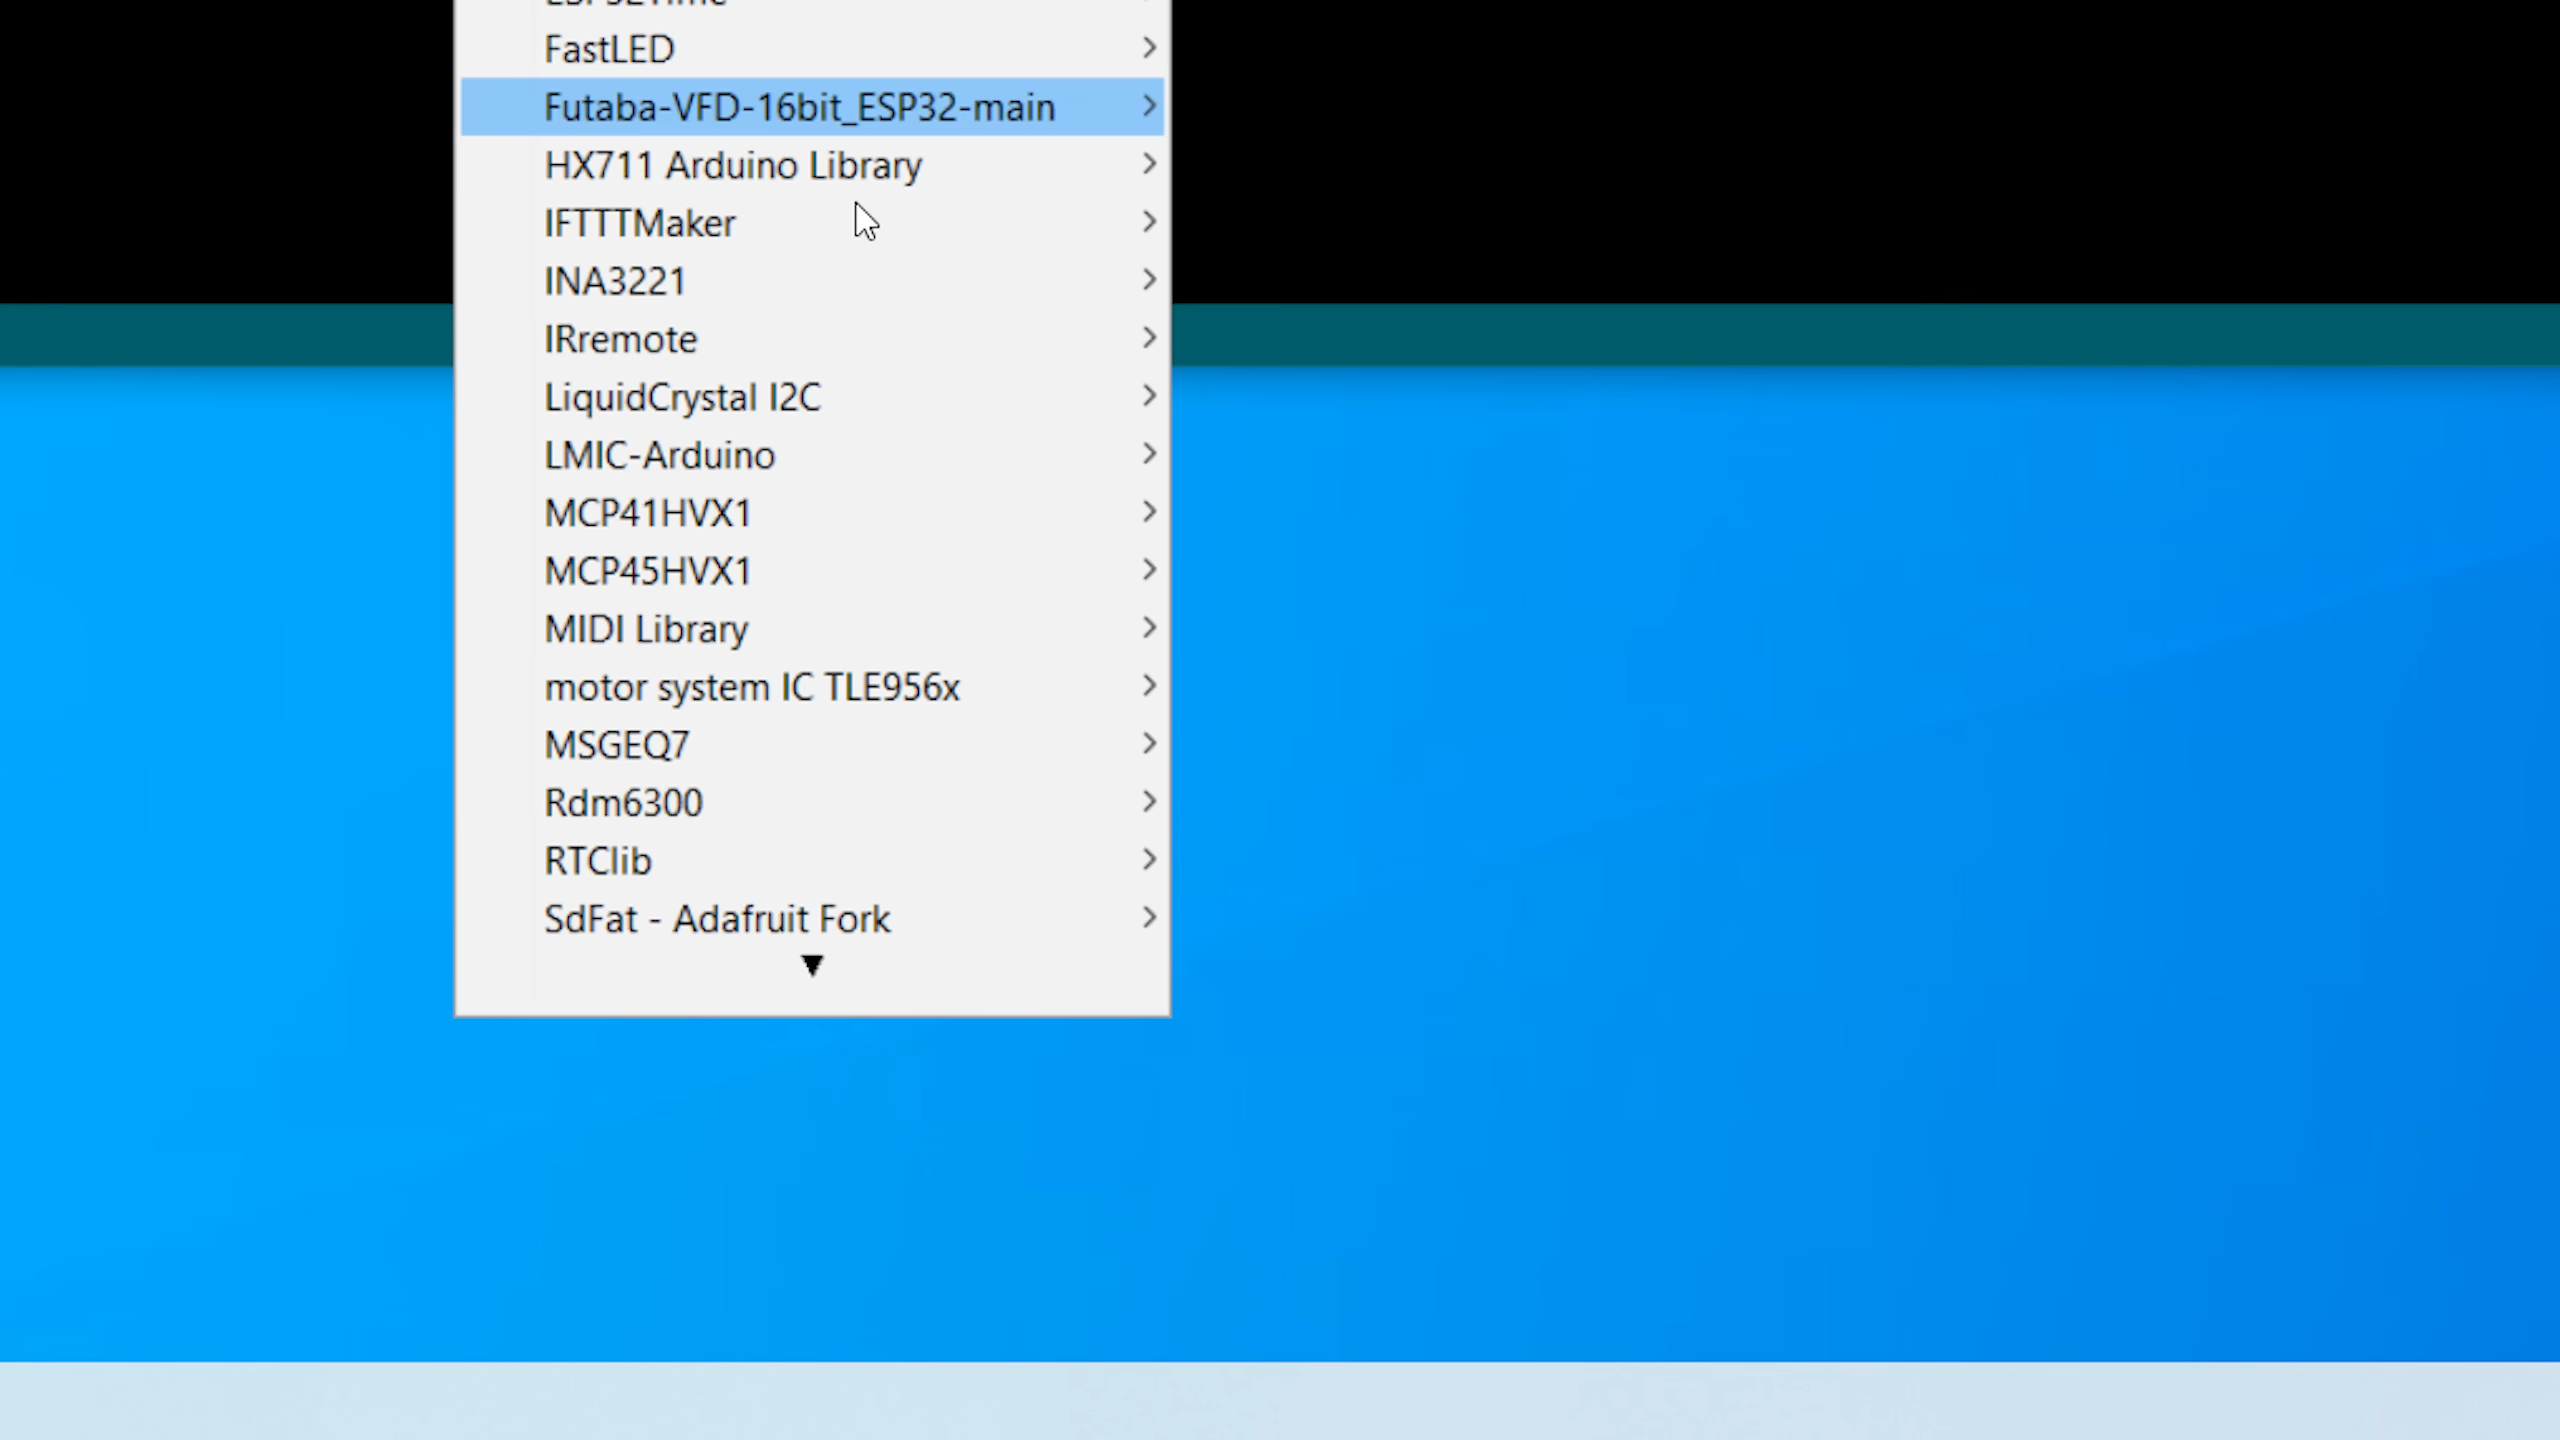 FastLED
Futaba-VFD-16bit_ESP32-main
HX711 Arduino Library
IFTTTMaker
INA3221
IRremote
LiquidCrystal I2C
LMIC-Arduino
MCP41HVX1
MCP45HVX1
MIDI Library
motor system IC TLE956x
MSGEQ7
Rdm6300
RTClib
SdFat - Adafruit Fork